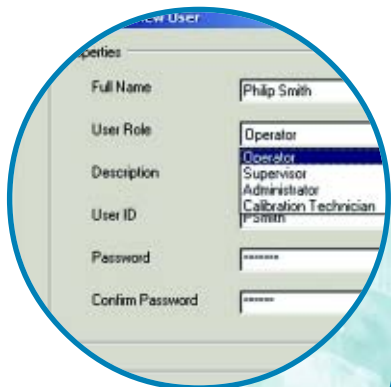 New User
perties
Full Name
Philip Smith
User Role
Operator
Operator
Supervisor
Description
Administrator
Calibration Technician
User ID
PSmith
Password
*******
Confirm Password
******